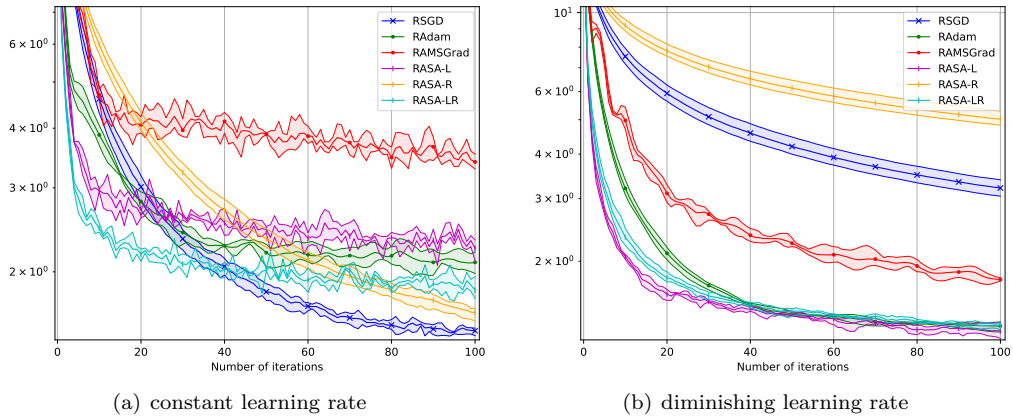 6 × 10⁰
4 × 10⁰
3 × 10⁰
2 × 10⁰
0 20 40 60 80 100
Number of iterations
RSGD
RAdam
RAMSGrad
RASA-L
RASA-R
RASA-LR
(a) constant learning rate
10¹
6 × 10⁰
4 × 10⁰
3 × 10⁰
2 × 10⁰
0 20 40 60 80 100
Number of iterations
RSGD
RAdam
RAMSGrad
RASA-L
RASA-R
RASA-LR
(b) diminishing learning rate